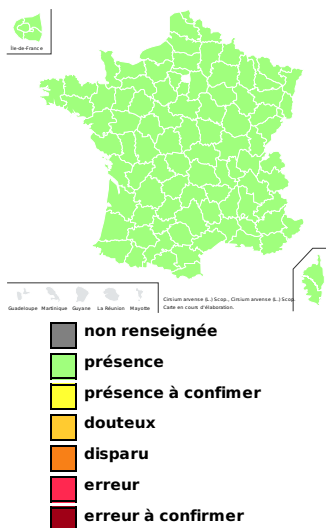 Île-de-France
Guadeloupe Martinique Guyane La Réunion Mayotte
Cirsium arvense (L.) Scop., Cirsium arvense (L.) Scop.
Carte en cours d'élaboration.
non renseignée
présence
présence à confimer
douteux
disparu
erreur
erreur à confirmer